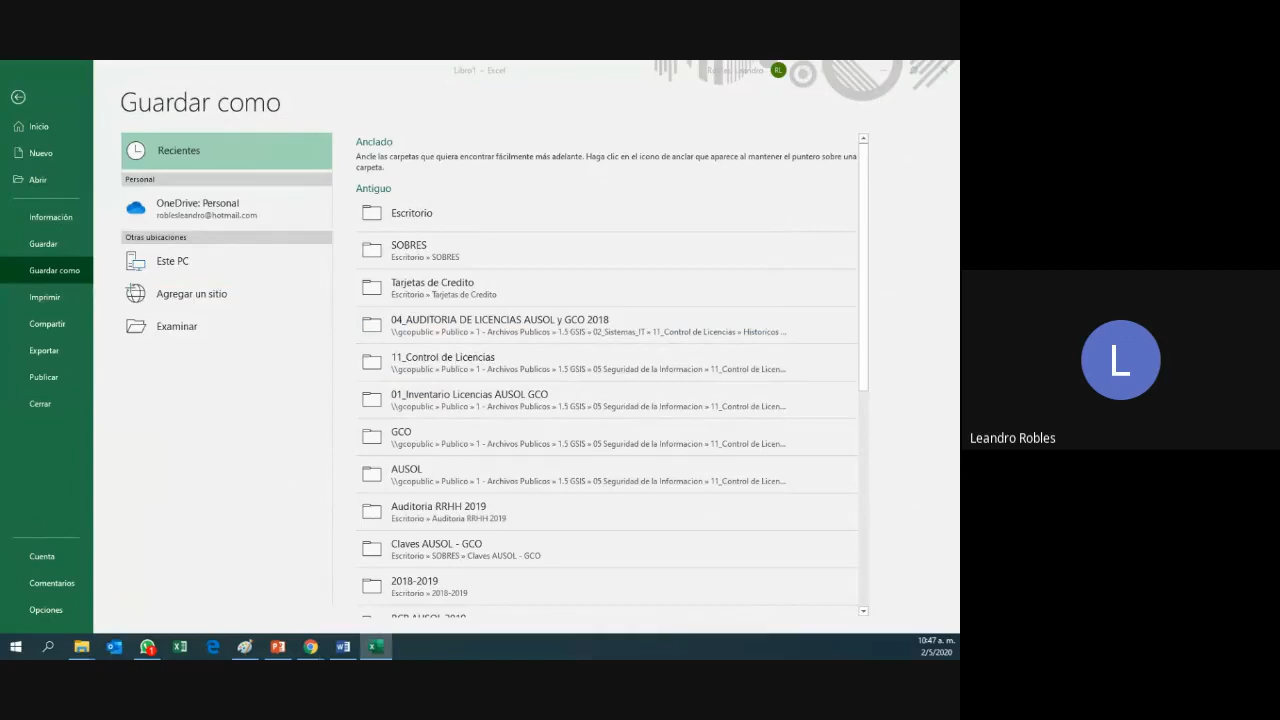 Libro1 - Excel
RL
Guardar como
Inicio
Nuevo
Abrir
Información
Guardar
Guardar como
Imprimir
Compartir
Exportar
Publicar
Cerrar
Cuenta
Comentarios
Opciones
Recientes
Personal
OneDrive: Personal
roblesleandro@hotmail.com
Otras ubicaciones
Este PC
Agregar un sitio
Examinar
Anclado
Ancle las carpetas que quiera encontrar fácilmente más adelante. Haga clic en el icono de anclar que aparece al mantener el puntero sobre una
carpeta.
Antiguo
Escritorio
SOBRES
Escritorio » SOBRES
Tarjetas de Credito
Escritorio » Tarjetas de Credito
04_AUDITORIA DE LICENCIAS AUSOL y GCO 2018
\\gcopublic » Publico » 1 - Archivos Publicos » 1.5 GSIS » 02_Sistemas_IT » 11_Control de Licencias » Historicos ...
11_Control de Licencias
\\gcopublic » Publico » 1 - Archivos Publicos » 1.5 GSIS » 05 Seguridad de la Informacion » 11_Control de Licen...
01_Inventario Licencias AUSOL GCO
\\gcopublic » Publico » 1 - Archivos Publicos » 1.5 GSIS » 05 Seguridad de la Informacion » 11_Control de Licen...
GCO
\\gcopublic » Publico » 1 - Archivos Publicos » 1.5 GSIS » 05 Seguridad de la Informacion » 11_Control de Licen...
AUSOL
\\gcopublic » Publico » 1 - Archivos Publicos » 1.5 GSIS » 05 Seguridad de la Informacion » 11_Control de Licen...
Auditoria RRHH 2019
Escritorio » Auditoria RRHH 2019
Claves AUSOL - GCO
Escritorio » SOBRES » Claves AUSOL - GCO
2018-2019
Escritorio » 2018-2019
10:47 a. m.
2/5/2020
L
Leandro Robles